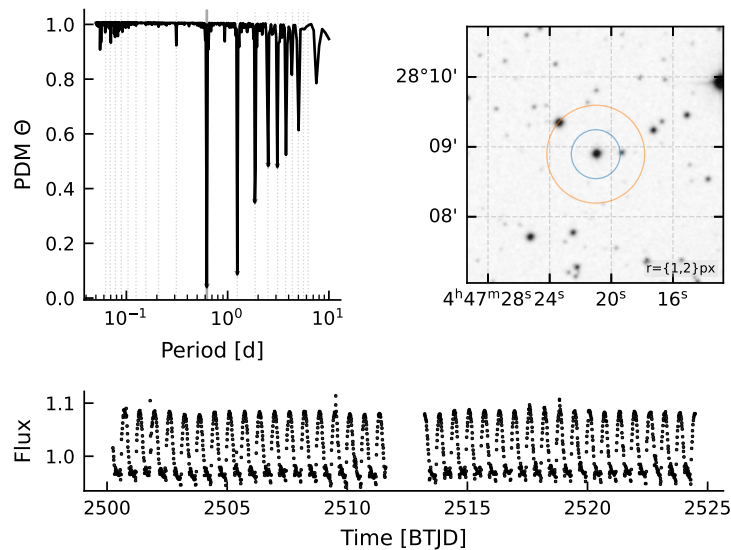 1.0
0.8
0.6
0.4
0.2
0.0
PDM Θ
10⁻¹ 10⁰ 10¹
Period [d]
28°10'
09'
08'
r={1,2}px
4ʰ47ᵐ28ˢ 24ˢ 20ˢ 16ˢ
1.1
1.0
Flux
2500 2505 2510 2515 2520 2525
Time [BTJD]